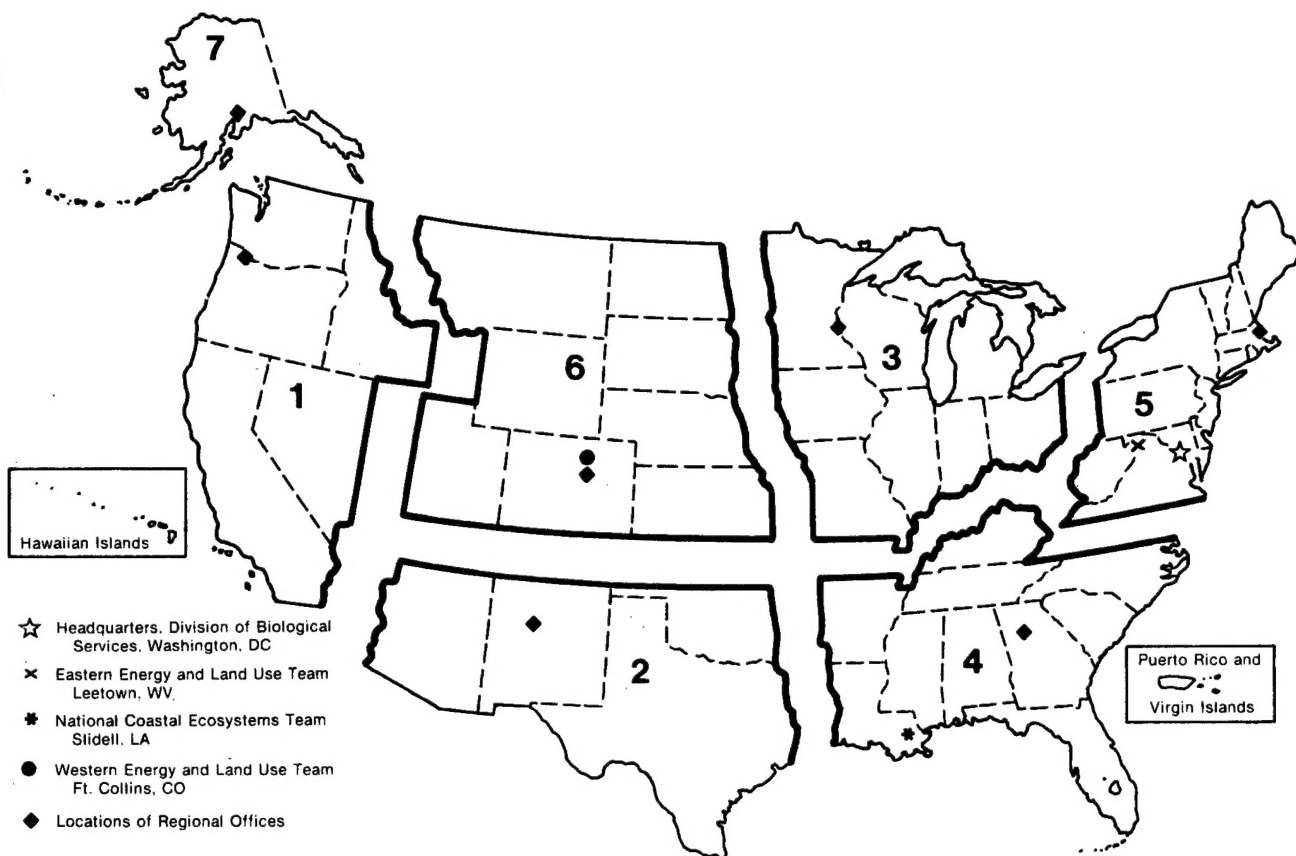 7
1
6
3
5
2
4
Hawaiian Islands
Headquarters, Division of Biological
Services, Washington, DC
Eastern Energy and Land Use Team
Leetown, WV
National Coastal Ecosystems Team
Slidell, LA
Western Energy and Land Use Team
Ft. Collins, CO
Locations of Regional Offices
Puerto Rico and
Virgin Islands